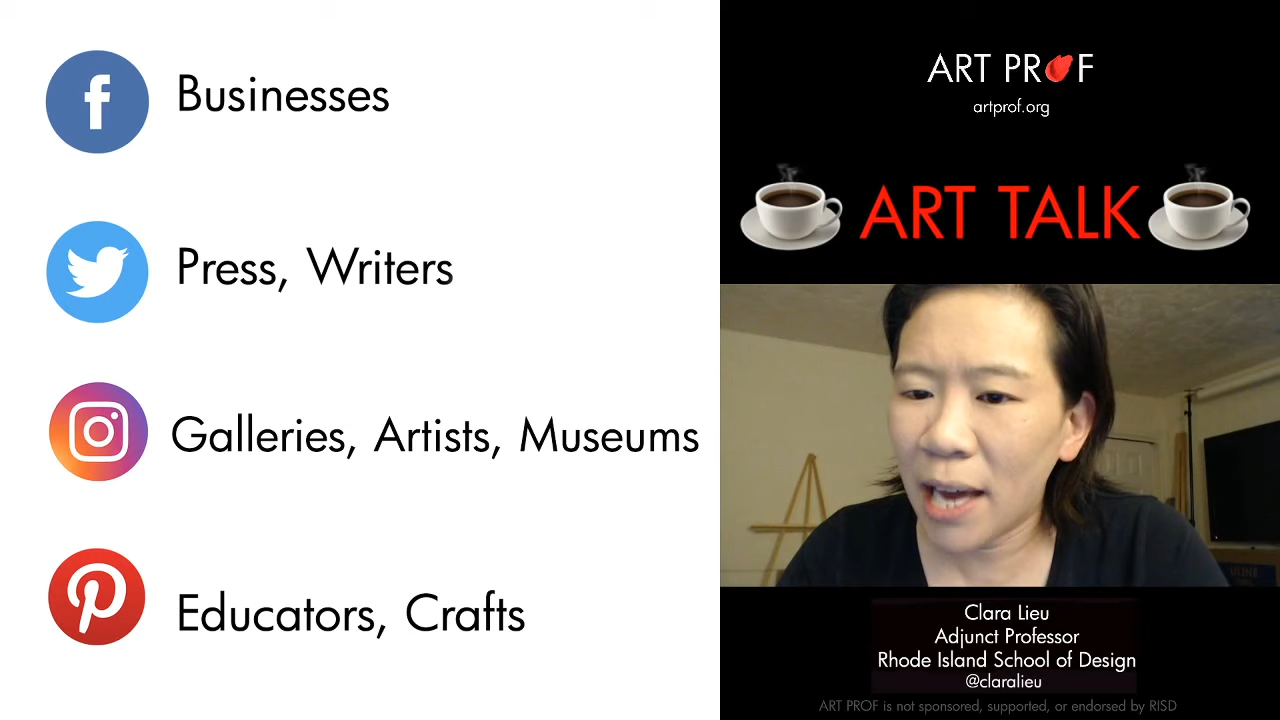 Businesses
Press, Writers
Galleries, Artists, Museums
Educators, Crafts
ART PROF
artprof.org
ART TALK
Clara Lieu
Adjunct Professor
Rhode Island School of Design
@claralieu
ART PROF is not sponsored, supported, or endorsed by RISD